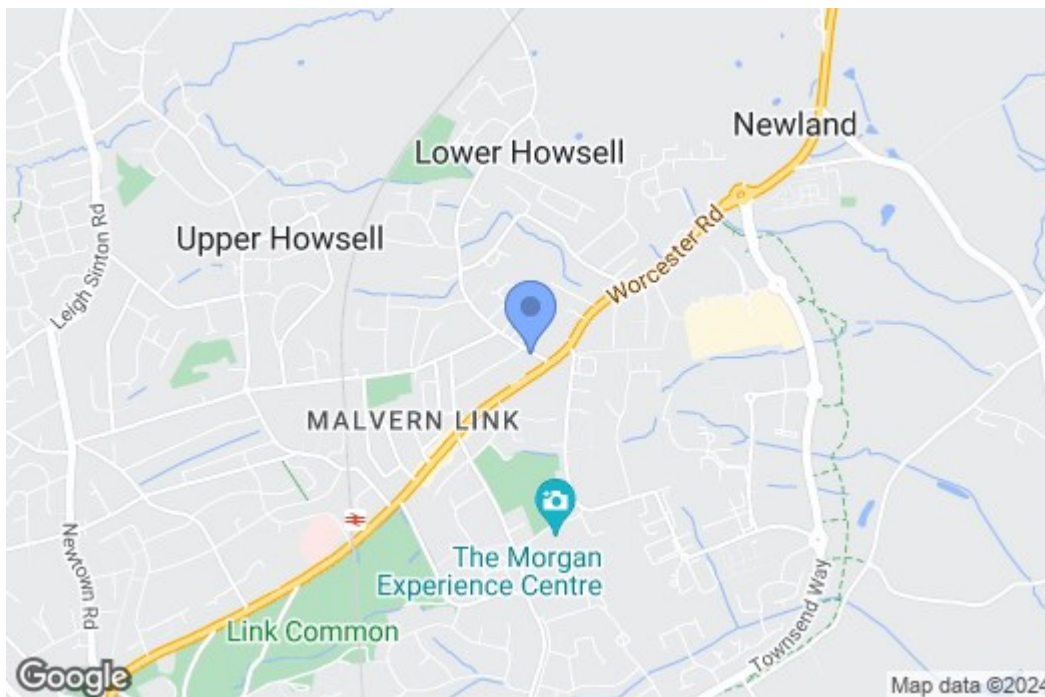 Newland
Lower Howsell
Worcester Rd
Leigh Sinton Rd
Upper Howsell
MALVERN LINK
The Morgan
Experience Centre
Newtown Rd
Link Common
Townsend Way
Google
Map data ©2024